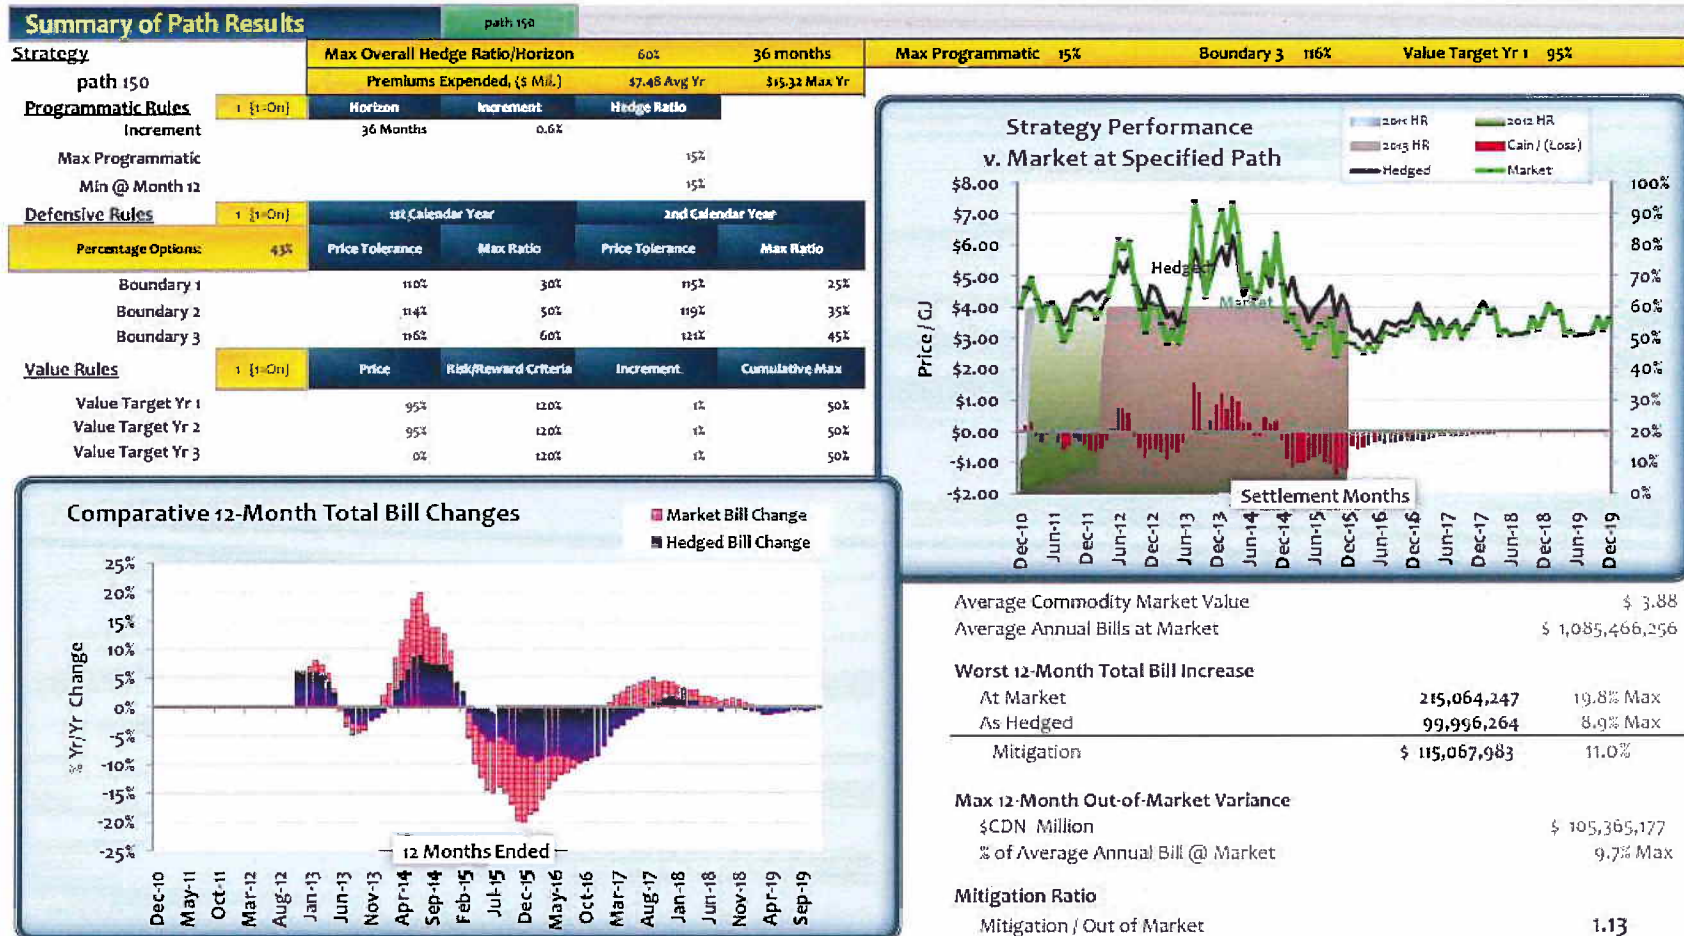 Summary of Path Results path 150
Strategy Max Overall Hedge Ratio/Horizon 60% 36 months Max Programmatic 15% Boundary 3 116% Value Target Yr 1 95%
path 150 Premiums Expended, ($ Mil.) $7.48 Avg Yr $15.32 Max Yr
Programmatic Rules 1 {1=On} Horizon Increment Hedge Ratio
Increment 36 Months 0.6%
Max Programmatic 15%
Min @ Month 12 15%
Defensive Rules 1 {1=On} 1st Calendar Year 2nd Calendar Year
Percentage Options: 43% Price Tolerance Max Ratio Price Tolerance Max Ratio
Boundary 1 110% 30% 115% 25%
Boundary 2 114% 50% 119% 35%
Boundary 3 116% 60% 121% 45%
Value Rules 1 {1=On} Price Risk/Reward Criteria Increment Cumulative Max
Value Target Yr 1 95% 120% 1% 50%
Value Target Yr 2 95% 120% 1% 50%
Value Target Yr 3 0% 120% 1% 50%
Strategy Performance
v. Market at Specified Path
2011 HR 2012 HR
2013 HR Gain / (Loss)
Hedged Market
$8.00 100%
$7.00 90%
$6.00 80%
$5.00 70%
$4.00 60%
$3.00 50%
$2.00 40%
$1.00 30%
$0.00 20%
-$1.00 10%
-$2.00 0%
Price / GJ
Hedged
Market
Settlement Months
Dec-10 Jun-11 Dec-11 Jun-12 Dec-12 Jun-13 Dec-13 Jun-14 Dec-14 Jun-15 Dec-15 Jun-16 Dec-16 Jun-17 Dec-17 Jun-18 Dec-18 Jun-19 Dec-19
Comparative 12-Month Total Bill Changes
Market Bill Change
Hedged Bill Change
25%
20%
15%
10%
5%
0%
-5%
-10%
-15%
-20%
-25%
% Yr/Yr Change
12 Months Ended
Dec-10 May-11 Oct-11 Mar-12 Aug-12 Jan-13 Jun-13 Nov-13 Apr-14 Sep-14 Feb-15 Jul-15 Dec-15 May-16 Oct-16 Mar-17 Aug-17 Jan-18 Jun-18 Nov-18 Apr-19 Sep-19
Average Commodity Market Value $ 3.88
Average Annual Bills at Market $ 1,085,466,256
Worst 12-Month Total Bill Increase
At Market 215,064,247 19.8% Max
As Hedged 99,996,264 8.9% Max
Mitigation $ 115,067,983 11.0%
Max 12-Month Out-of-Market Variance
$CDN Million $ 105,365,177
% of Average Annual Bill @ Market 9.7% Max
Mitigation Ratio
Mitigation / Out of Market 1.13